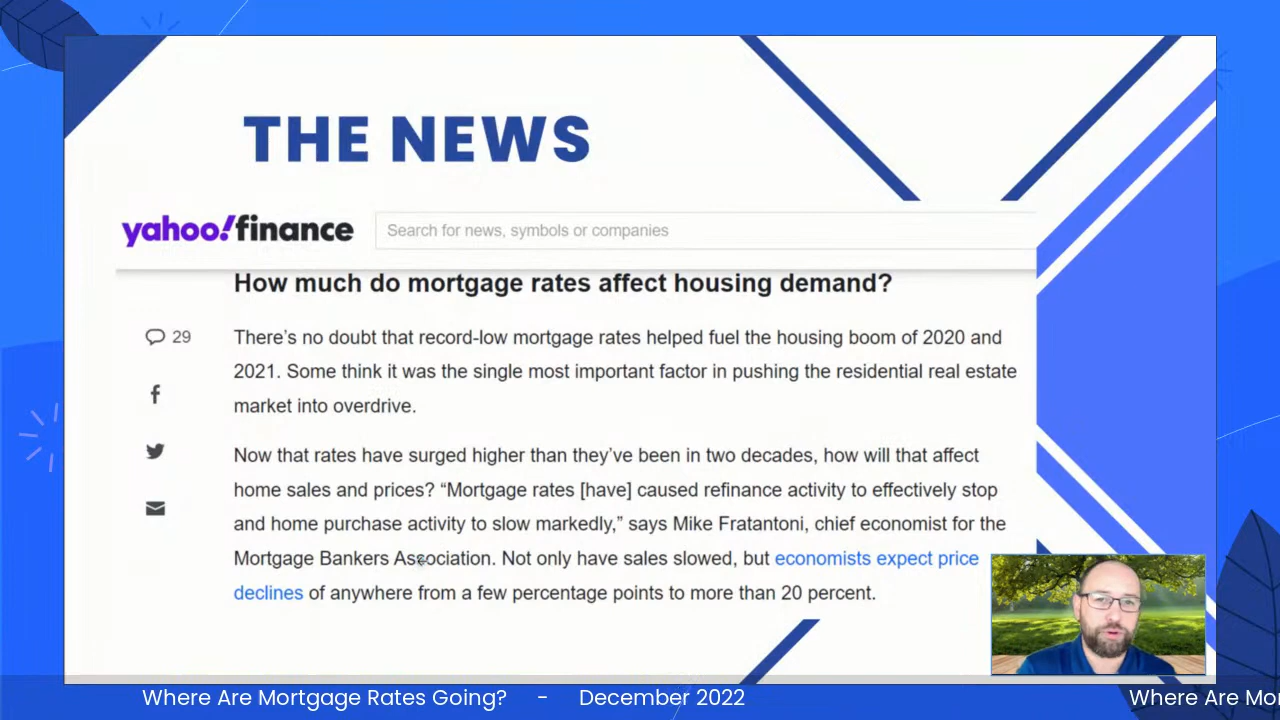 THE NEWS
yahoo!finance
Search for news, symbols or companies
How much do mortgage rates affect housing demand?
29
There’s no doubt that record-low mortgage rates helped fuel the housing boom of 2020 and
2021. Some think it was the single most important factor in pushing the residential real estate
market into overdrive.
Now that rates have surged higher than they’ve been in two decades, how will that affect
home sales and prices? “Mortgage rates [have] caused refinance activity to effectively stop
and home purchase activity to slow markedly,” says Mike Fratantoni, chief economist for the
Mortgage Bankers Association. Not only have sales slowed, but economists expect price
declines of anywhere from a few percentage points to more than 20 percent.
Where Are Mortgage Rates Going? - December 2022 Where Are Mor